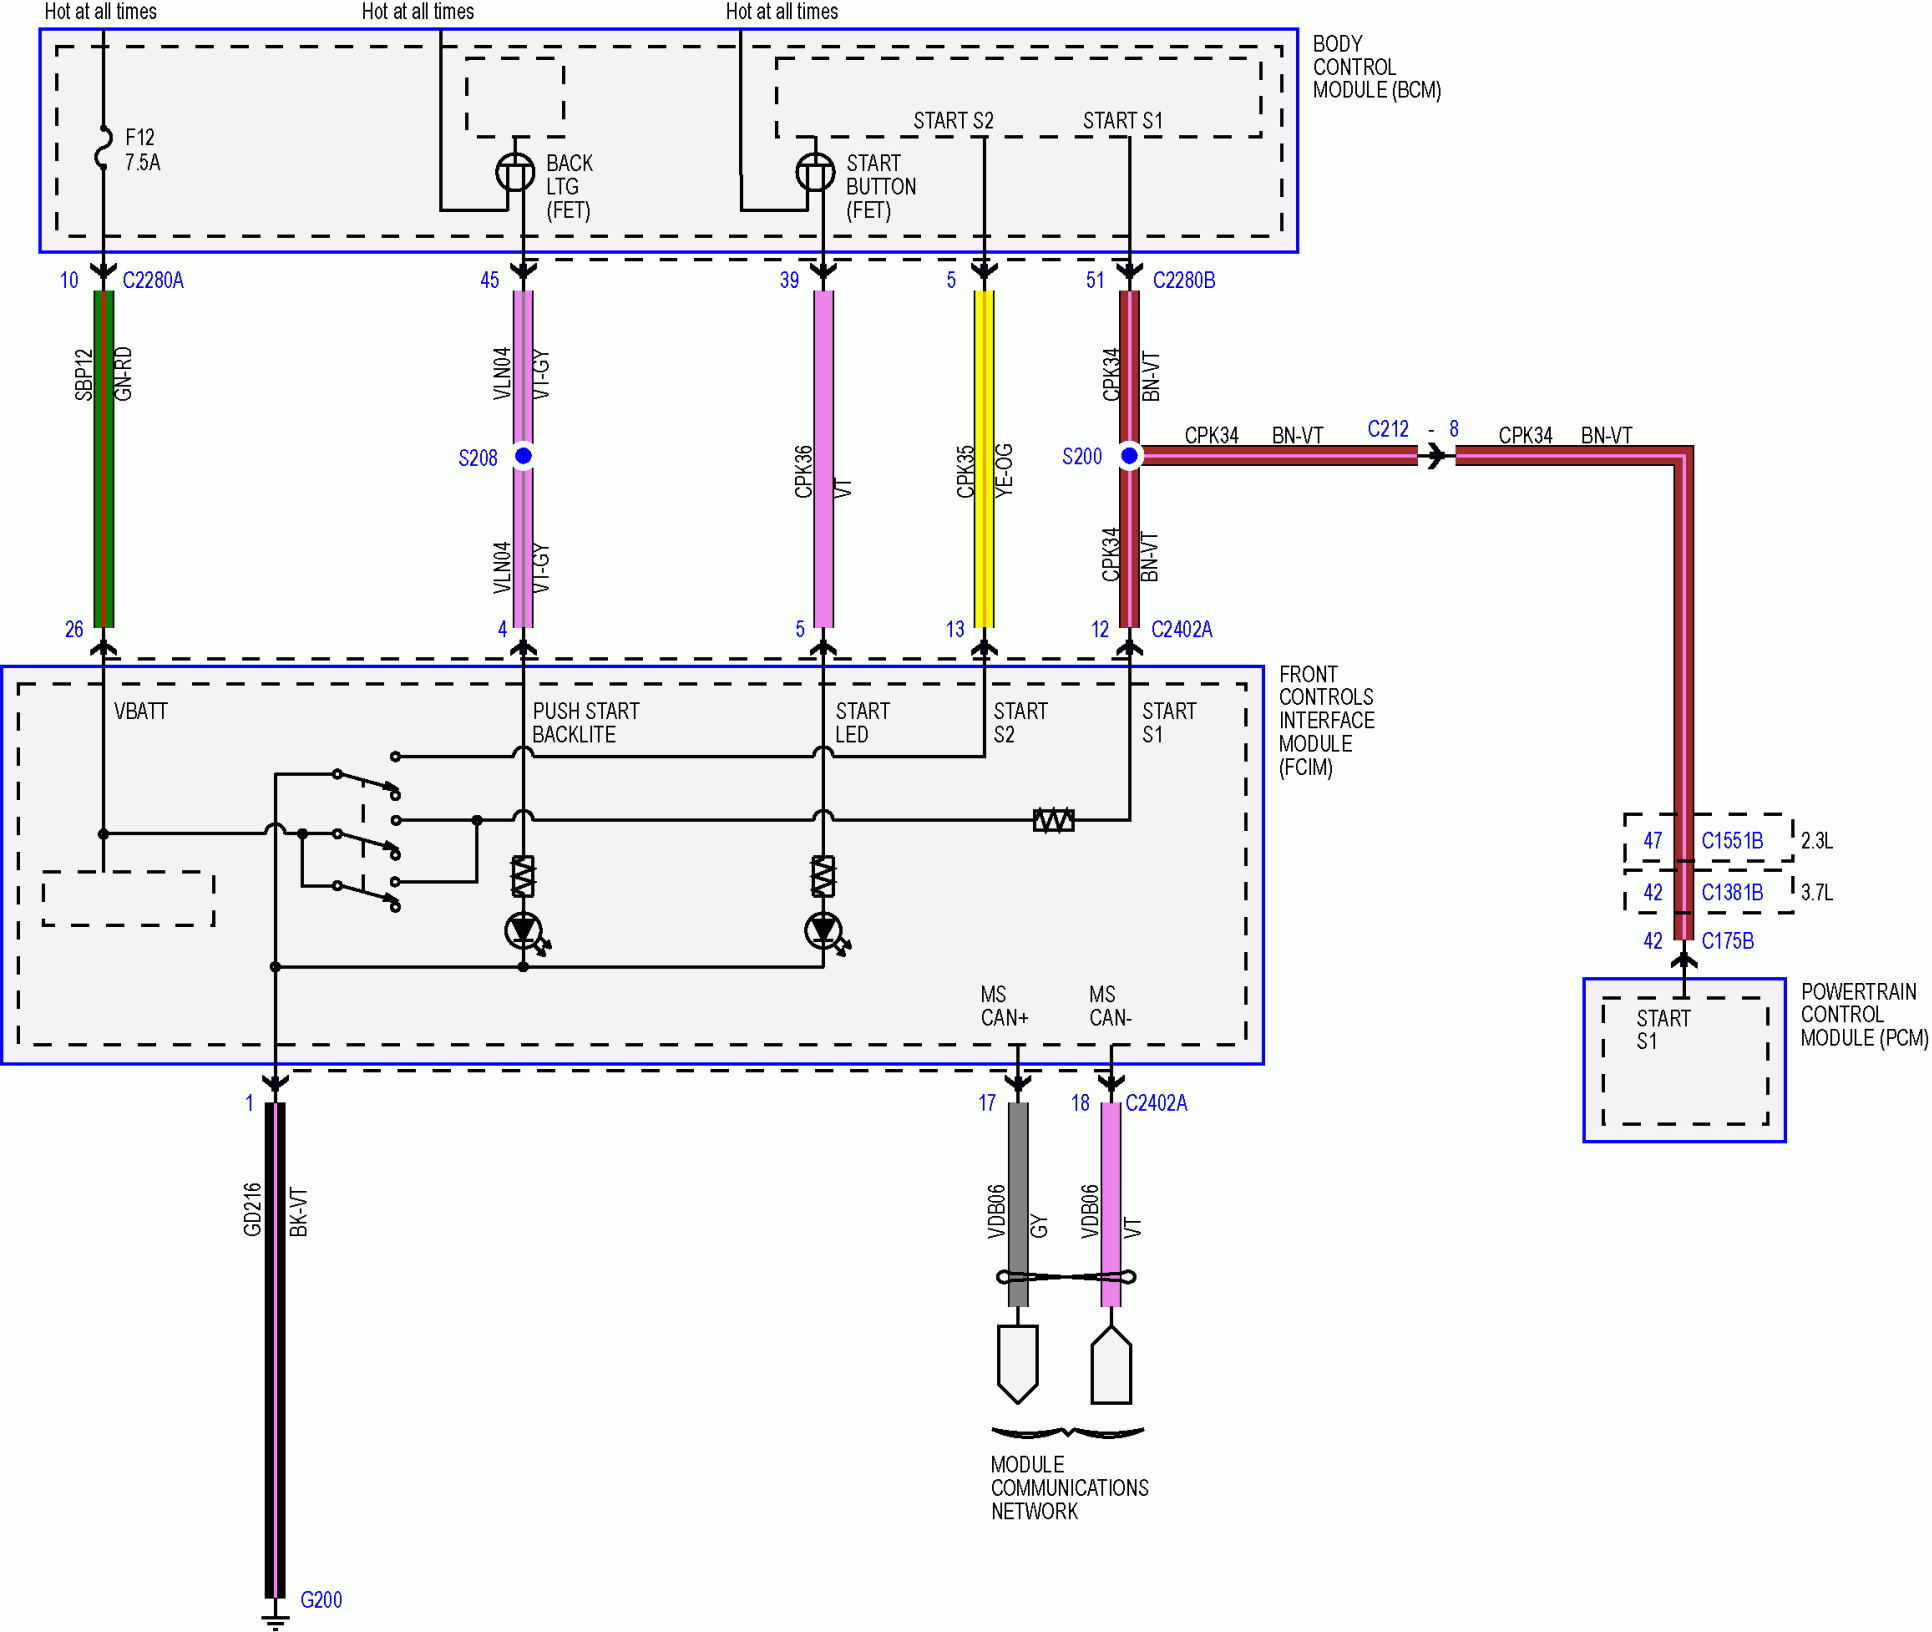 Hot at all times
Hot at all times
Hot at all times
BODY
CONTROL
MODULE (BCM)
F12
7.5A
BACK
LTG
(FET)
START
BUTTON
(FET)
START S2
START S1
10
C2280A
45
39
5
51
C2280B
SBP12
GN-RD
VLN04
VT-GY
CPK36
VT
CPK35
YE-OG
CPK34
BN-VT
S208
S200
CPK34
BN-VT
C212
-
8
CPK34
BN-VT
VLN04
VT-GY
CPK34
BN-VT
26
4
5
13
12
C2402A
FRONT
CONTROLS
INTERFACE
MODULE
(FCIM)
VBATT
PUSH START
BACKLITE
START
LED
START
S2
START
S1
47
C1551B
2.3L
42
C1381B
3.7L
42
C175B
POWERTRAIN
CONTROL
MODULE (PCM)
START
S1
MS
CAN+
MS
CAN-
1
17
18
C2402A
GD216
BK-VT
VDB06
GY
VDB06
VT
MODULE
COMMUNICATIONS
NETWORK
G200